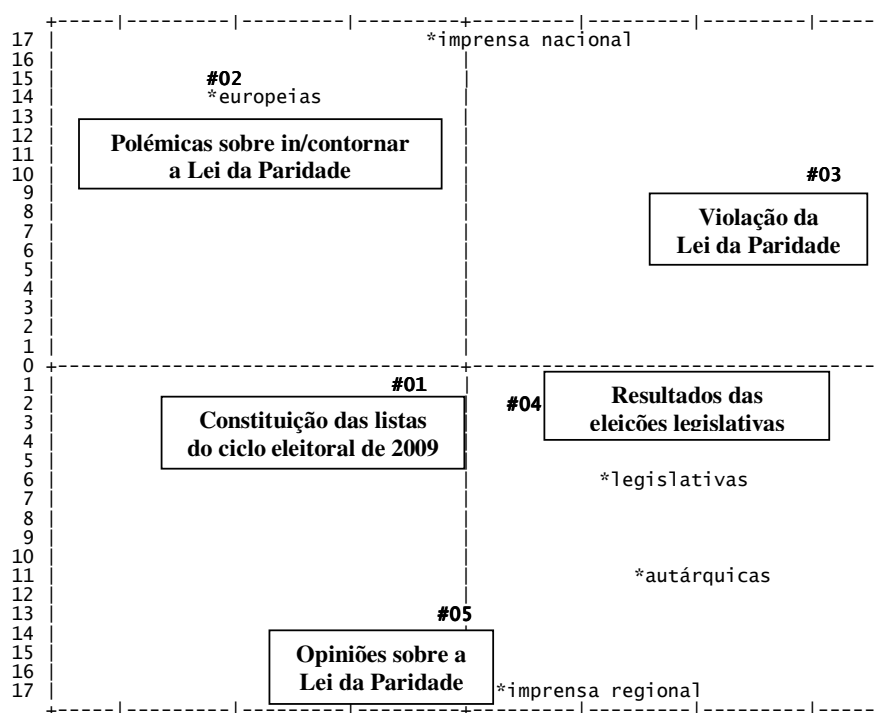 +-----|---------|---------+---------|---------|---------|---
17 | *imprensa nacional
16 |
15 | #02
14 | *europeias
13 |
12 | Polémicas sobre in/contornar
11 |
10 | a Lei da Paridade #03
9 |
8 | Violação da
7 |
6 | Lei da Paridade
5 |
4 |
3 |
2 |
1 |
0 +-----------------------+-----------------------
1 | #01 Resultados das
2 | #04
3 | Constituição das listas eleições legislativas
4 | do ciclo eleitoral de 2009
5 |
6 | *legislativas
7 |
8 |
9 |
10 |
11 | *autárquicas
12 |
13 | #05
14 |
15 | Opiniões sobre a
16 | Lei da Paridade
17 | *imprensa regional
+-----|---------|---------+---------|---------|---------|---